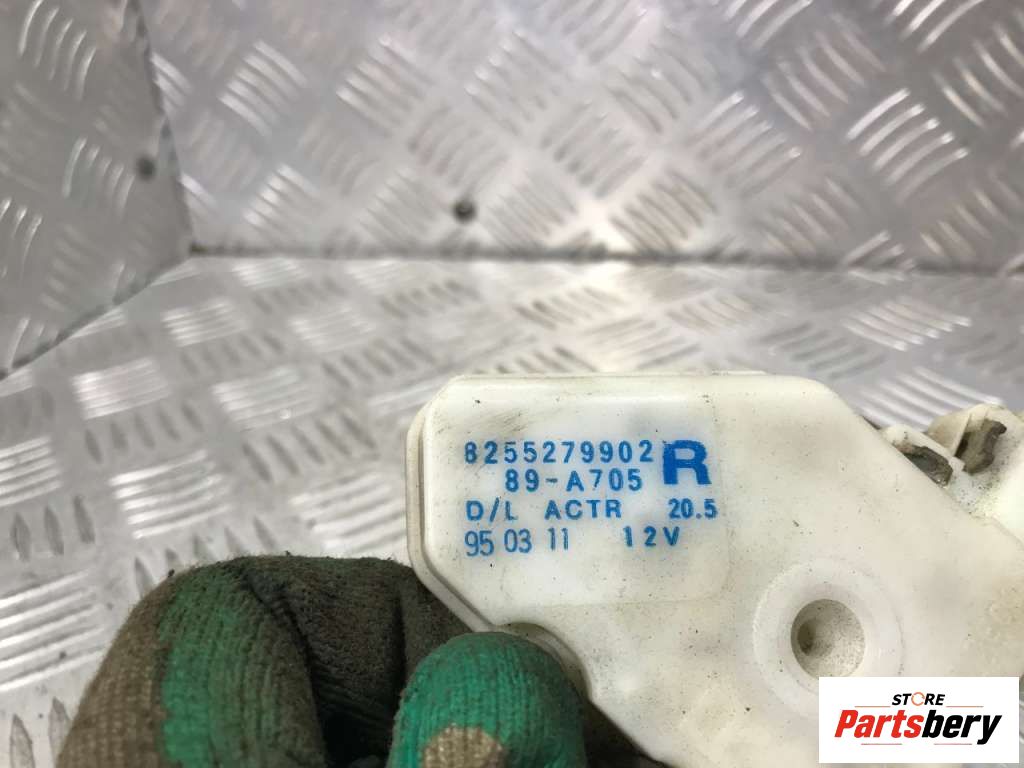 8255279902 R
89-A705
D/L ACTR 20.5
95 03 11 12V
STORE
Partsbery